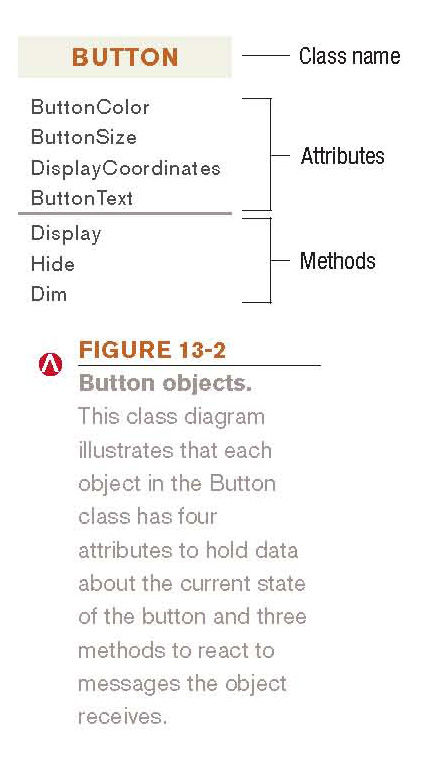 BUTTON
Class name
ButtonColor
ButtonSize
DisplayCoordinates
ButtonText
Attributes
Display
Hide
Dim
Methods
FIGURE 13-2
Button objects.
This class diagram
illustrates that each
object in the Button
class has four
attributes to hold data
about the current state
of the button and three
methods to react to
messages the object
receives.